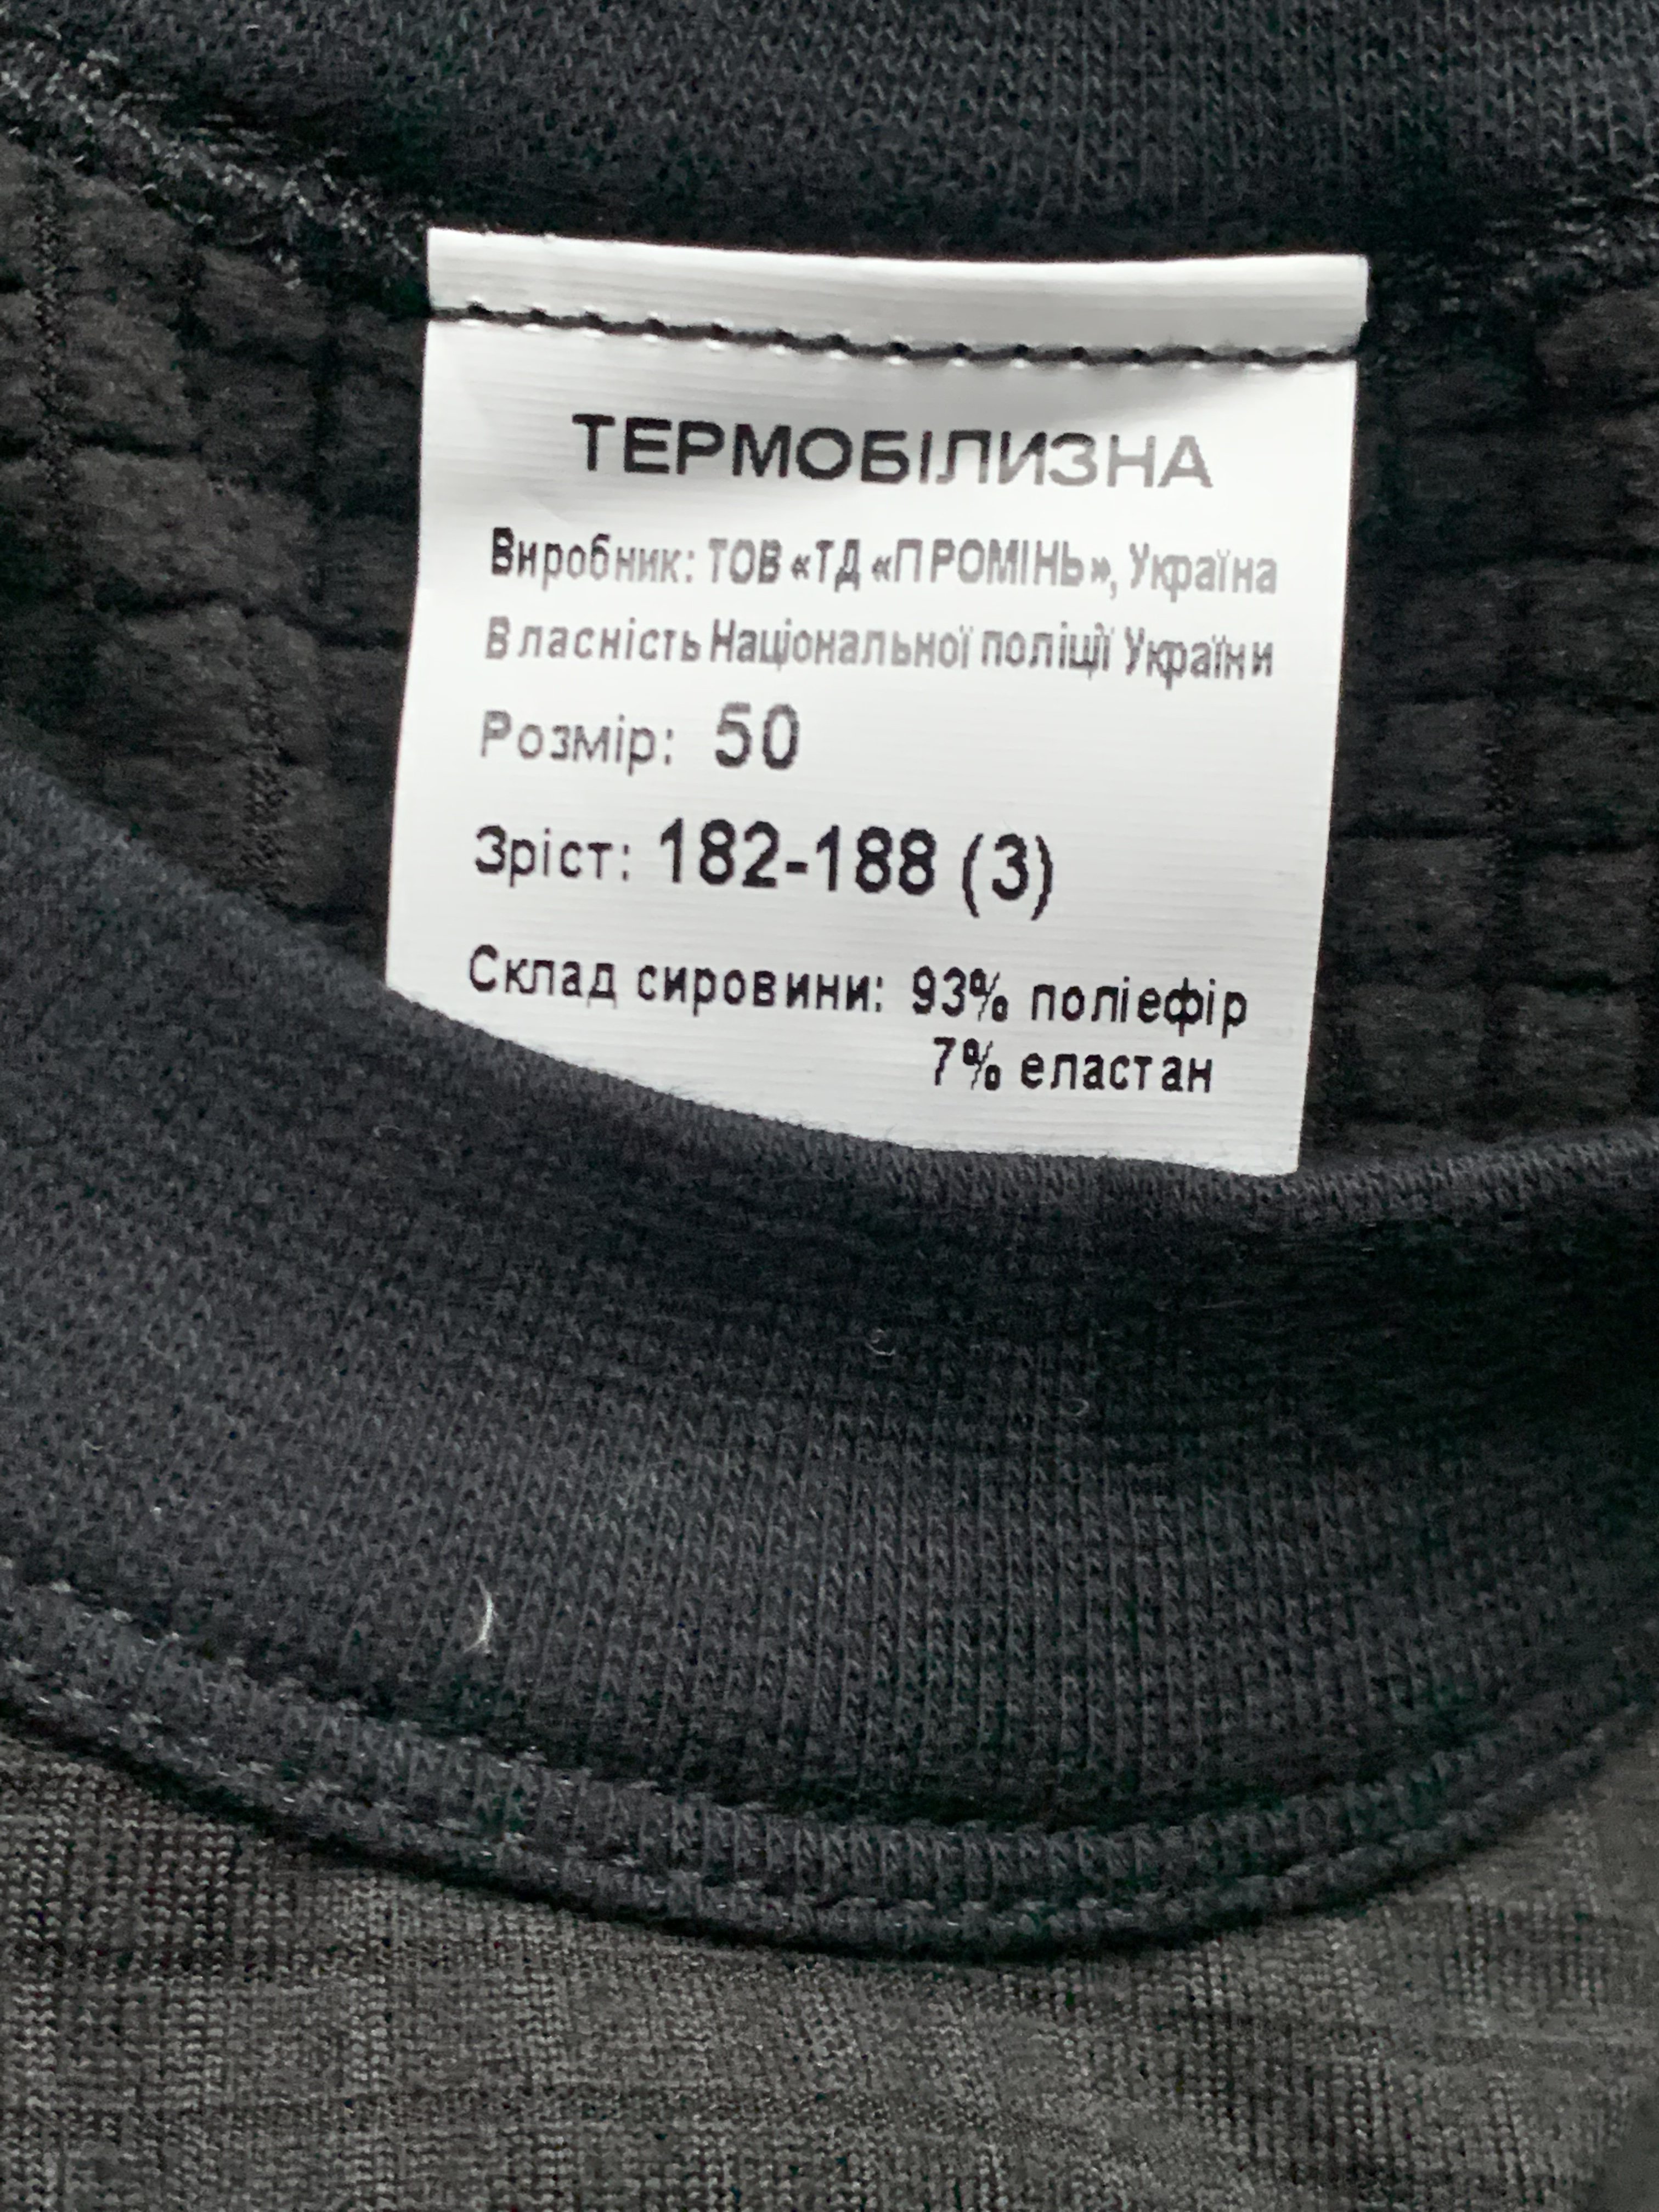 ТЕРМОБІЛИЗНА
Виробник: ТОВ «ТД «ПРОМІНЬ», Україна
Власність Національної поліції України
Розмір: 50
Зріст: 182-188 (3)
Склад сировини: 93% поліефір
7% еластан